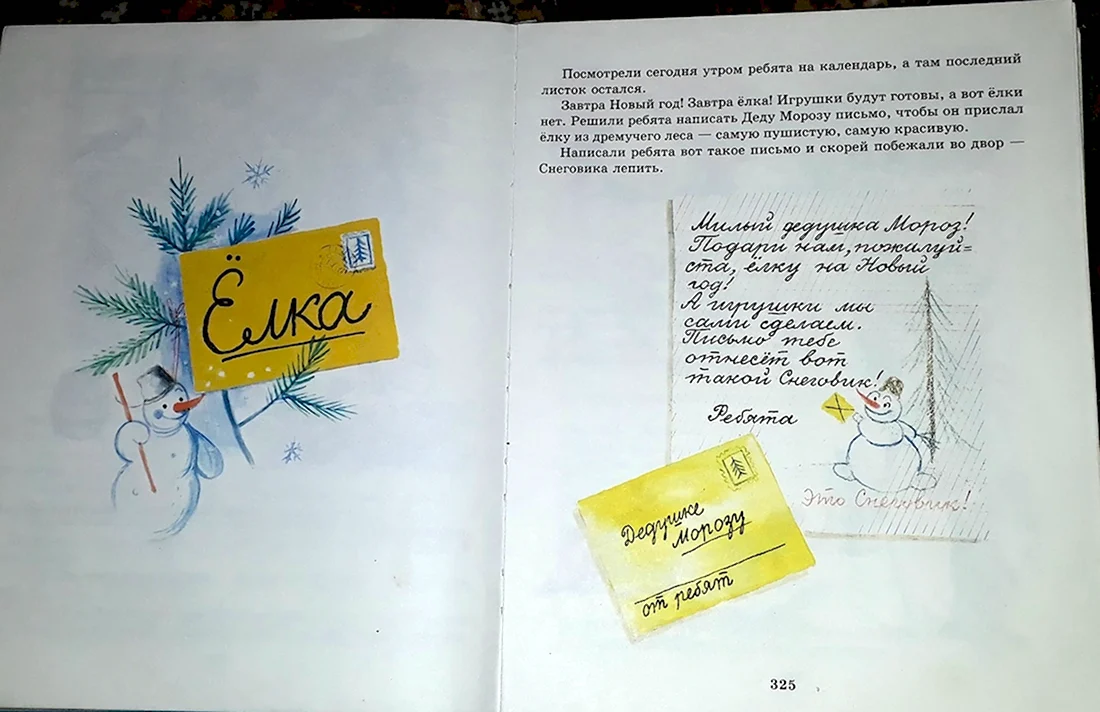 Ёлка
Посмотрели сегодня утром ребята на календарь, а там последний
листок остался.
Завтра Новый год! Завтра ёлка! Игрушки будут готовы, а вот ёлки
нет. Решили ребята написать Деду Морозу письмо, чтобы он прислал
ёлку из дремучего леса — самую пушистую, самую красивую.
Написали ребята вот такое письмо и скорей побежали во двор —
Снеговика лепить.
Милый дедушка Мороз!
Подари нам, пожалуй=
ста, ёлку на Новый
год!
А игрушки мы
сами сделаем.
Письмо тебе
отнесёт вот
такой Снеговик!
Ребята
Это Снеговик!
Дедушке
Морозу
от ребят
325